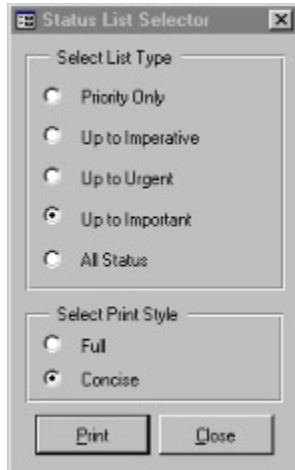 Status List Selector
Select List Type
Priority Only
Up to Imperative
Up to Urgent
Up to Important
All Status
Select Print Style
Full
Concise
Print Close